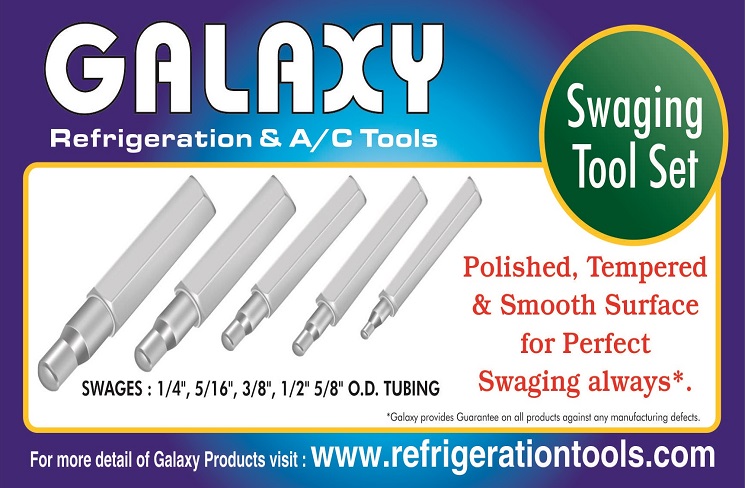 GALAXY
Refrigeration & A/C Tools
Swaging
Tool Set
Polished, Tempered
& Smooth Surface
for Perfect
Swaging always*.
SWAGES : 1/4", 5/16", 3/8", 1/2" 5/8" O.D. TUBING
*Galaxy provides Guarantee on all products against any manufacturing defects.
For more detail of Galaxy Products visit : www.refrigerationtools.com